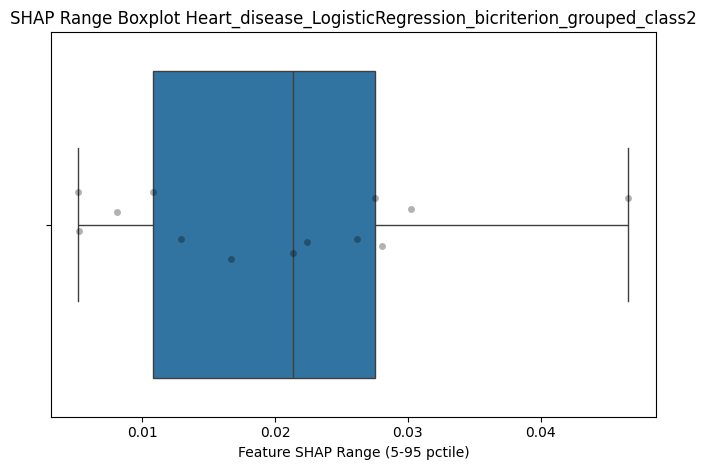 SHAP Range Boxplot Heart_disease_LogisticRegression_bicriterion_grouped_class2
0.01 0.02 0.03 0.04
Feature SHAP Range (5-95 pctile)